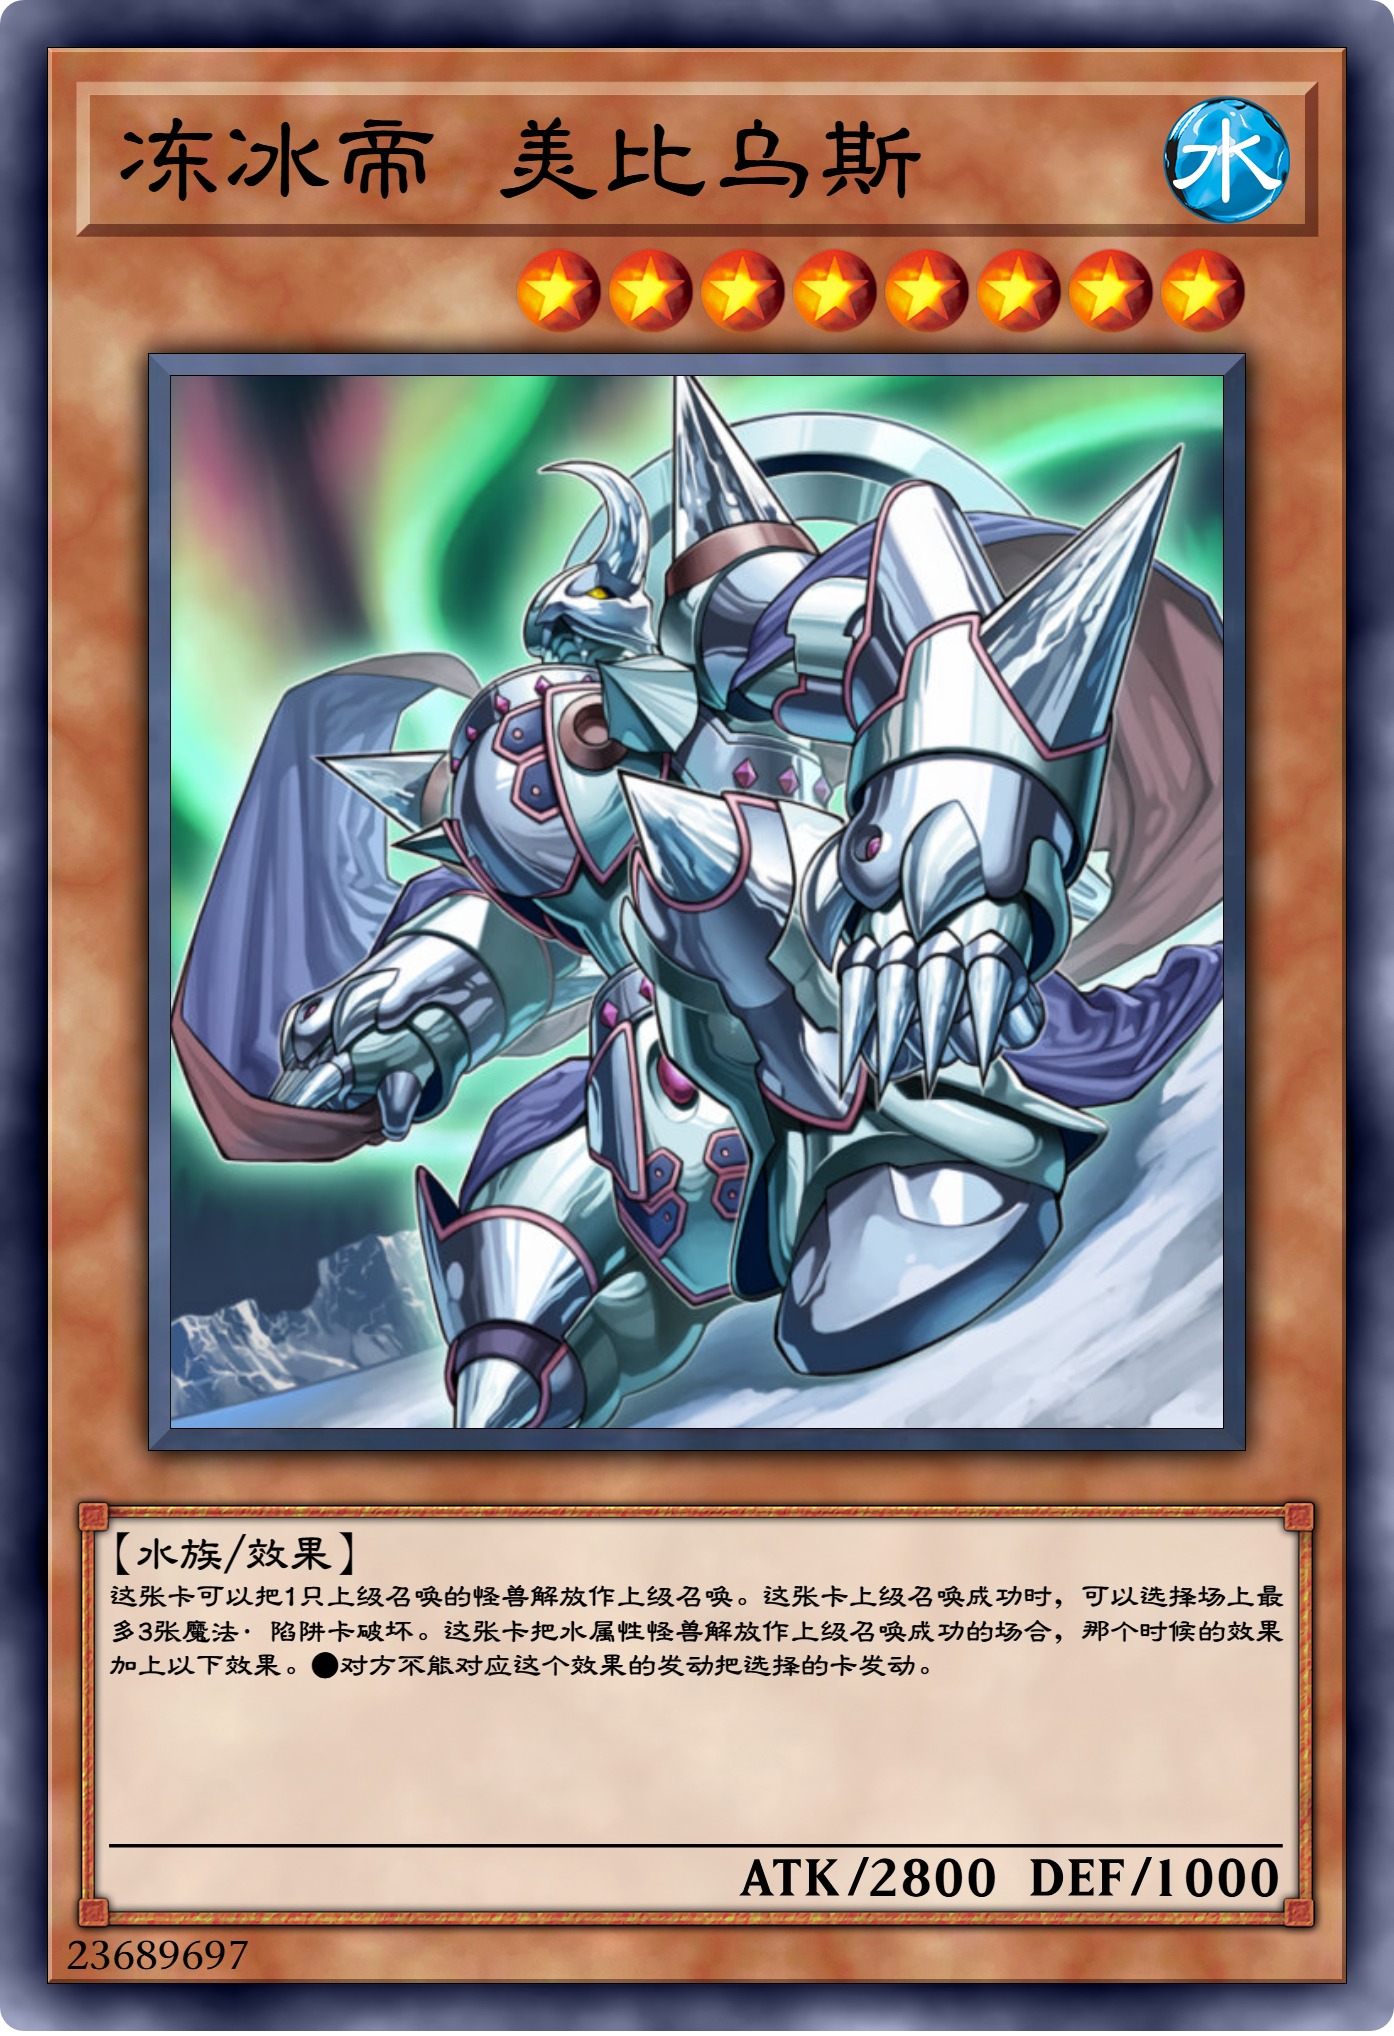 冻冰帝 美比乌斯
水
【水族/效果】
这张卡可以把1只上级召唤的怪兽解放作上级召唤。这张卡上级召唤成功时，可以选择场上最
多3张魔法·陷阱卡破坏。这张卡把水属性怪兽解放作上级召唤成功的场合，那个时候的效果
加上以下效果。●对方不能对应这个效果的发动把选择的卡发动。
ATK/2800 DEF/1000
23689697